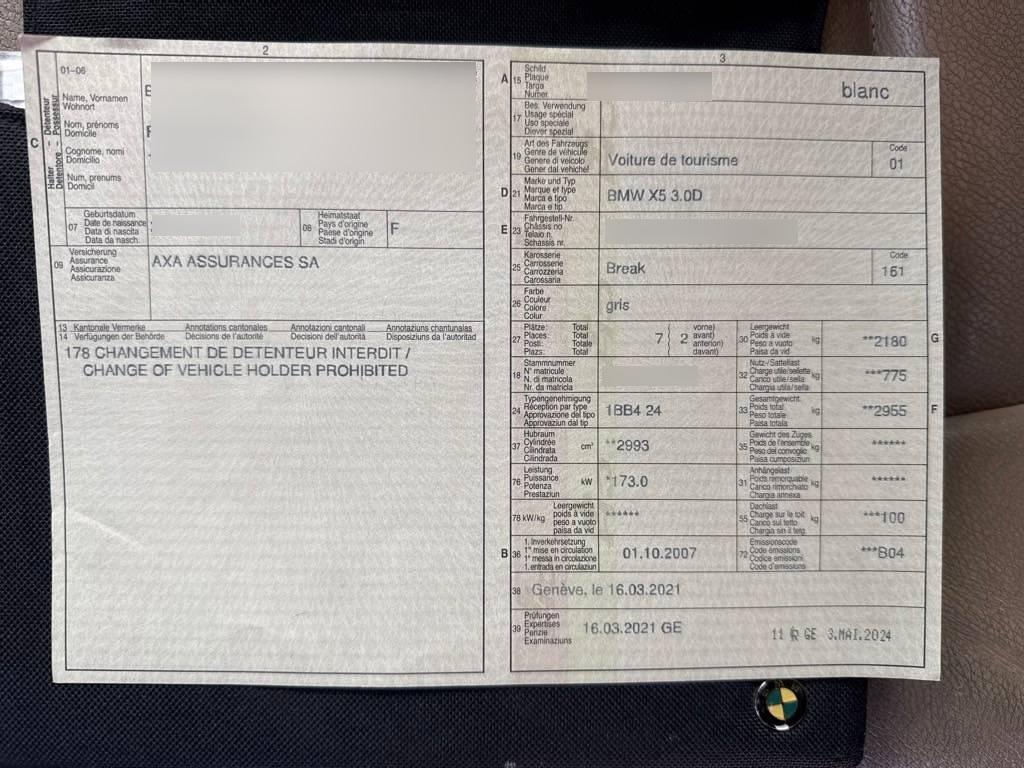 2
01-06
Name, Vornamen
Wohnort
Nom, prénoms
Domicile
Cognome, nomi
Domicilio
Num, prenums
Domicil
C
Halter – Détenteur
Detentore – Possessur
07
Geburtsdatum
Date de naissance
Data di nascita
Data da nasch.
08
Heimatstaat
Pays d'origine
Paese d'origine
Stadi d'origin
F
09
Versicherung
Assurance
Assicurazione
Assicuranza
AXA ASSURANCES SA
13 Kantonale Vermerke Annotations cantonales Annotazioni cantonali Annotaziuns chantunalas
14 Verfügungen der Behörde Décisions de l'autorité Decisioni dell'autorità Disposiziuns da l'autoritad
178 CHANGEMENT DE DETENTEUR INTERDIT /
CHANGE OF VEHICLE HOLDER PROHIBITED
3
A 15
Schild
Plaque
Targa
Numer
blanc
17
Bes. Verwendung
Usage spécial
Uso speciale
Diever spezial
19
Art des Fahrzeugs
Genre de véhicule
Genere di veicolo
Gener dal vehichel
Voiture de tourisme
Code
01
D 21
Marke und Typ
Marque et type
Marca e tipo
Marca e tip
BMW X5 3.0D
E 23
Fahrgestell-Nr.
Châssis no
Telaio n.
Schassis nr.
25
Karosserie
Carrosserie
Carrozzeria
Carossaria
Break
Code
161
26
Farbe
Couleur
Colore
Colur
gris
27
Plätze: Total
Places: Total
Posti: Totale
Plazs: Total
7 2
vorne)
avant)
anteriori)
davant)
30
Leergewicht
Poids à vide
Peso a vuoto
Paisa da vid
kg
**2180
G
18
Stammnummer
N° matricule
N. di matricola
Nr. da matricla
32
Nutz-/Sattellast
Charge utile/sellette
Carico utile/sella
Chargia utila/sella
kg
***775
24
Typengenehmigung
Réception par type
Approvazione del tipo
Approvaziun dal tip
1BB4 24
33
Gesamtgewicht
Poids total
Peso totale
Paisa totala
kg
**2955
F
37
Hubraum
Cylindrée
Cilindrata
Cilindrada
cm³
**2993
35
Gewicht des Zuges
Poids de l'ensemble
Peso del convoglio
Paisa cumposiziun
kg
******
76
Leistung
Puissance
Potenza
Prestaziun
kW
*173.0
31
Anhängelast
Poids remorquable
Carico rimorchiato
Chargia annexa
kg
******
78 kW/kg
Leergewicht
poids à vide
peso a vuoto
paisa da vid
******
55
Dachlast
Charge sur le toit
Carico sul tetto
Chargia sin il tetg
kg
***100
B 36
1. Inverkehrsetzung
1re mise en circulation
1a messa in circolazione
1. entrada en circulaziun
01.10.2007
72
Emissionscode
Code émissions
Codice emissioni
Code d'emissiuns
***B04
38
Genève, le 16.03.2021
39
Prüfungen
Expertises
Perizie
Examinaziuns
16.03.2021 GE
11 R GE 3.MAI.2024